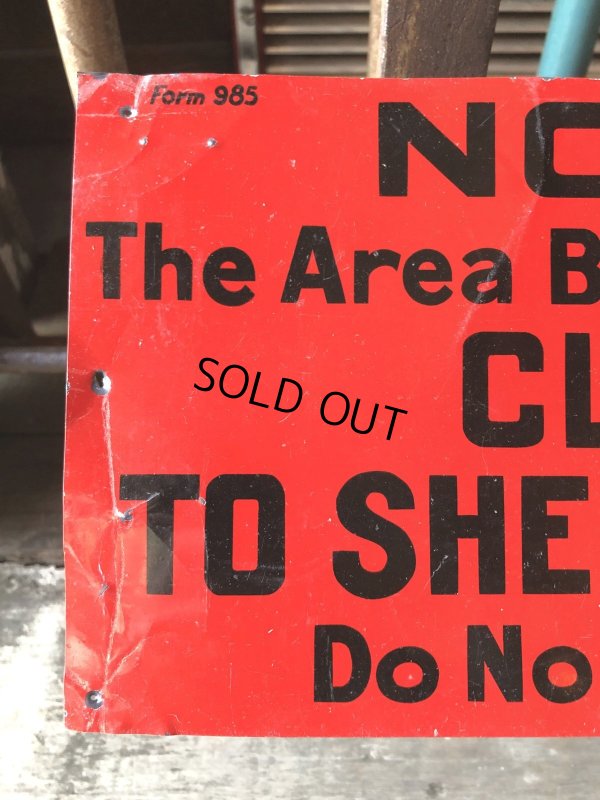 Form 985
NO
The Area B
CL
SOLD OUT
TO SHE
Do No